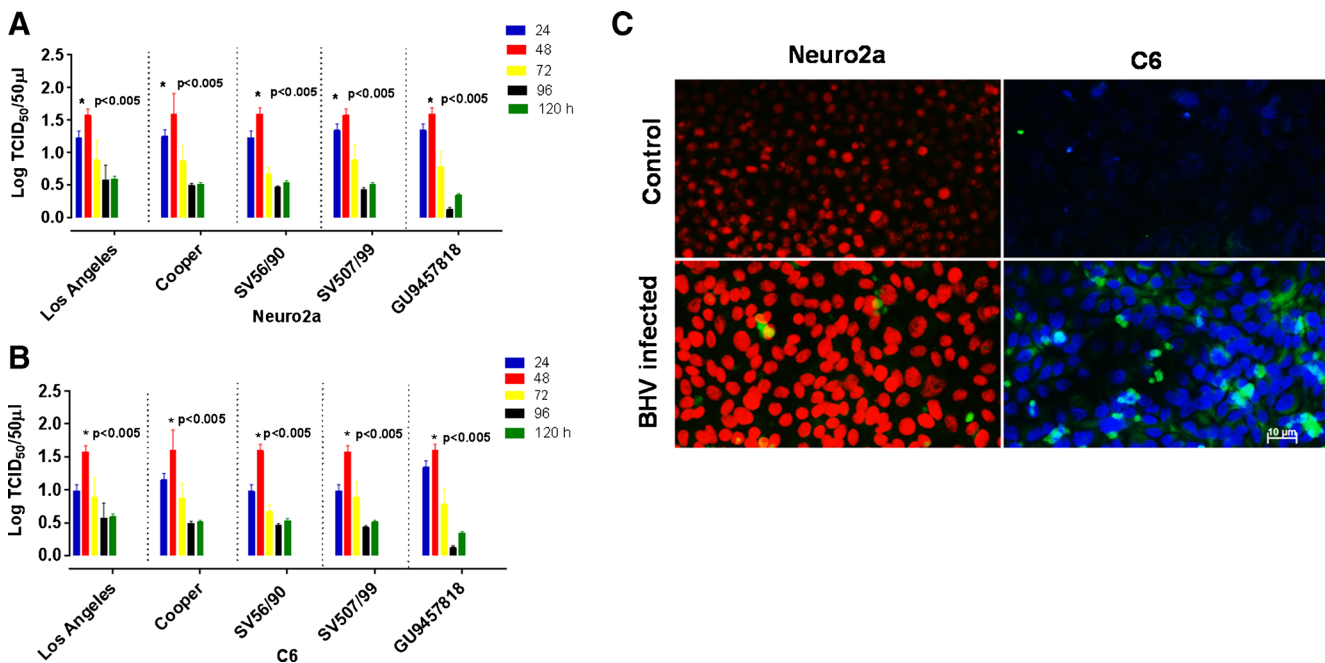 A
24
48
72
96
120 h
2.5
2.0
1.5
1.0
0.5
0.0
Log TCID50/50µl
* p<0.005
* p<0.005
* p<0.005
* p<0.005
* p<0.005
Los Angeles
Cooper
SV56/90
SV507/99
GU9457818
Neuro2a
B
24
48
72
96
120 h
2.5
2.0
1.5
1.0
0.5
0.0
Log TCID50/50µl
* p<0.005
* p<0.005
* p<0.005
* p<0.005
* p<0.005
Los Angeles
Cooper
SV56/90
SV507/99
GU9457818
C6
C
Neuro2a
C6
Control
BHV infected
10 µm